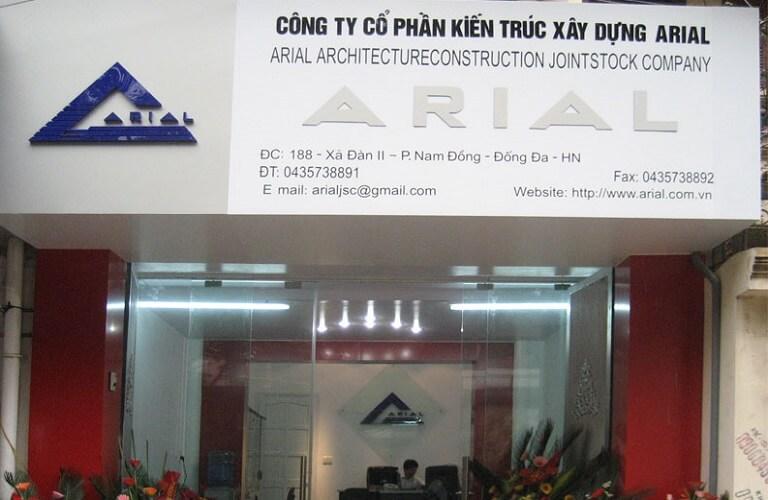 CÔNG TY CỔ PHẦN KIẾN TRÚC XÂY DỰNG ARIAL
ARIAL ARCHITECTURECONSTRUCTION JOINTSTOCK COMPANY
ARIAL
ARIAL
ĐC: 188 - Xã Đàn II - P. Nam Đồng - Đống Đa - HN
ĐT: 0435738891
Fax: 0435738892
E mail: arialjsc@gmail.com
Website: http://www.arial.com.vn
ARIAL